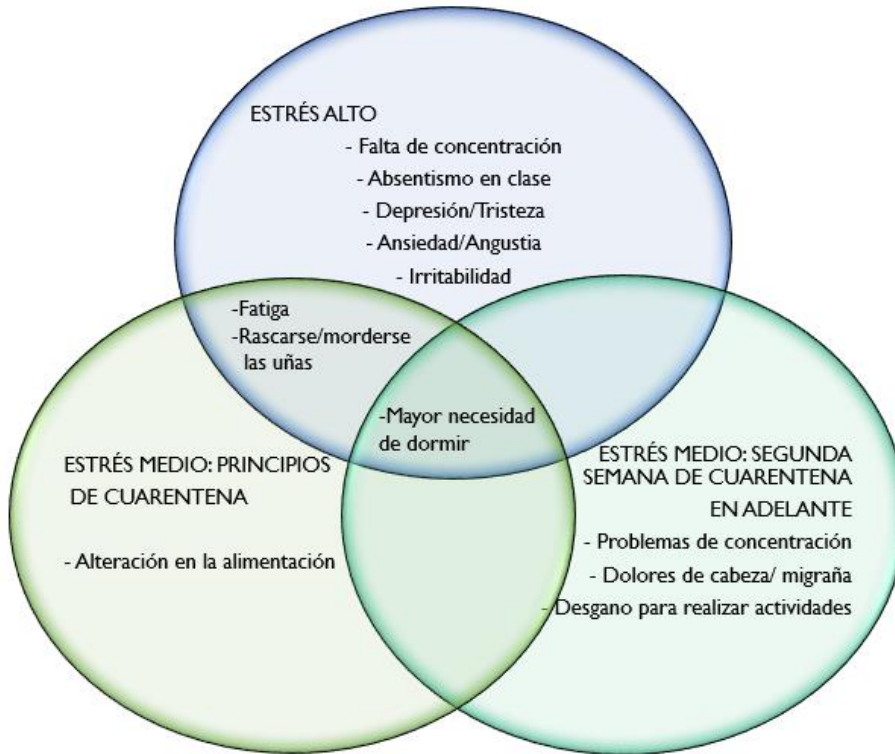 ESTRÉS ALTO
- Falta de concentración
- Absentismo en clase
- Depresión/Tristeza
- Ansiedad/Angustia
- Irritabilidad
-Fatiga
-Rascarse/morderse
las uñas
-Mayor necesidad
de dormir
ESTRÉS MEDIO: PRINCIPIOS
DE CUARENTENA
- Alteración en la alimentación
ESTRÉS MEDIO: SEGUNDA
SEMANA DE CUARENTENA
EN ADELANTE
- Problemas de concentración
- Dolores de cabeza/ migraña
- Desgano para realizar actividades